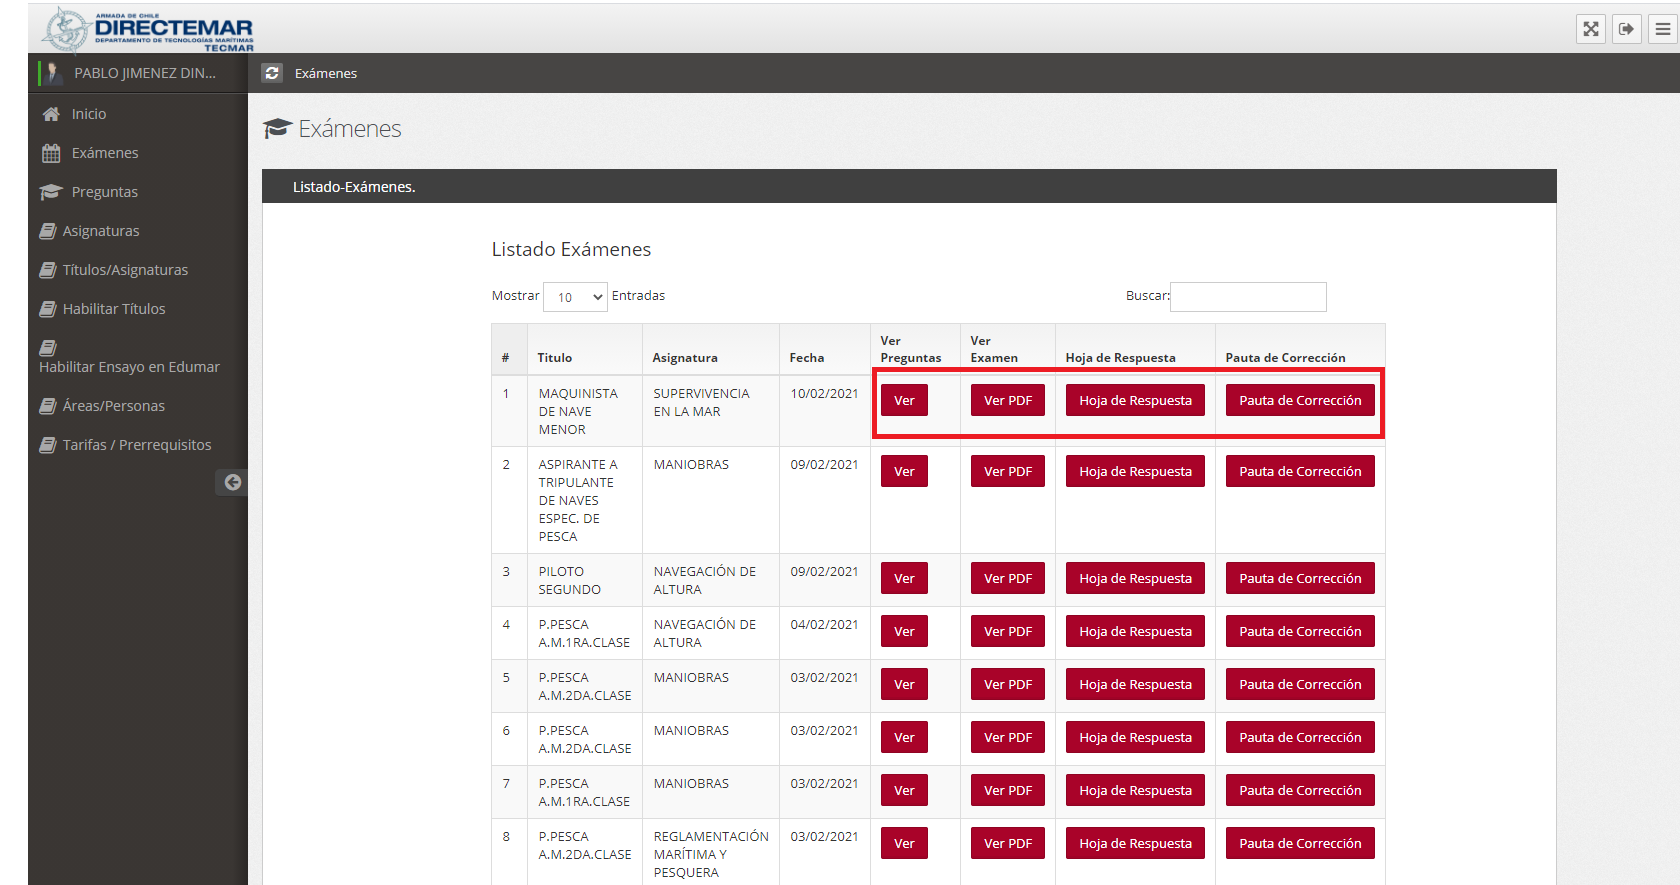 ARMADA DE CHILE
DIRECTEMAR
DEPARTAMENTO DE TECNOLOGÍAS MARÍTIMAS
TECMAR
PABLO JIMENEZ DIN...
Exámenes
Inicio
Exámenes
Preguntas
Asignaturas
Títulos/Asignaturas
Habilitar Títulos
Habilitar Ensayo en Edumar
Áreas/Personas
Tarifas / Prerrequisitos
Exámenes
Listado-Exámenes.
Listado Exámenes
Mostrar 10 Entradas
Buscar:
# Titulo Asignatura Fecha Ver Preguntas Ver Examen Hoja de Respuesta Pauta de Corrección
1 MAQUINISTA DE NAVE MENOR SUPERVIVENCIA EN LA MAR 10/02/2021 Ver Ver PDF Hoja de Respuesta Pauta de Corrección
2 ASPIRANTE A TRIPULANTE DE NAVES ESPEC. DE PESCA MANIOBRAS 09/02/2021 Ver Ver PDF Hoja de Respuesta Pauta de Corrección
3 PILOTO SEGUNDO NAVEGACIÓN DE ALTURA 09/02/2021 Ver Ver PDF Hoja de Respuesta Pauta de Corrección
4 P.PESCA A.M.1RA.CLASE NAVEGACIÓN DE ALTURA 04/02/2021 Ver Ver PDF Hoja de Respuesta Pauta de Corrección
5 P.PESCA A.M.2DA.CLASE MANIOBRAS 03/02/2021 Ver Ver PDF Hoja de Respuesta Pauta de Corrección
6 P.PESCA A.M.2DA.CLASE MANIOBRAS 03/02/2021 Ver Ver PDF Hoja de Respuesta Pauta de Corrección
7 P.PESCA A.M.1RA.CLASE MANIOBRAS 03/02/2021 Ver Ver PDF Hoja de Respuesta Pauta de Corrección
8 P.PESCA A.M.2DA.CLASE REGLAMENTACIÓN MARÍTIMA Y PESQUERA 03/02/2021 Ver Ver PDF Hoja de Respuesta Pauta de Corrección